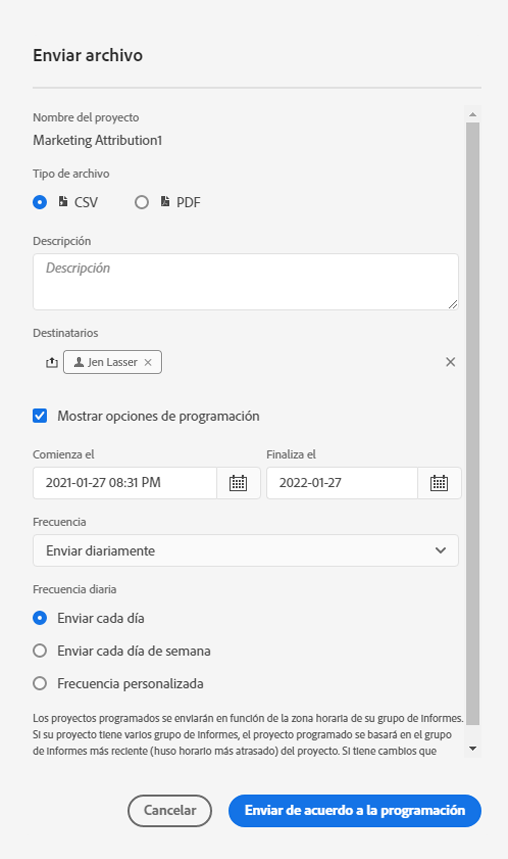 Enviar archivo
Nombre del proyecto
Marketing Attribution1
Tipo de archivo
CSV PDF
Descripción
Descripción
Destinatarios
Jen Lasser
Mostrar opciones de programación
Comienza el Finaliza el
2021-01-27 08:31 PM 2022-01-27
Frecuencia
Enviar diariamente
Frecuencia diaria
Enviar cada día
Enviar cada día de semana
Frecuencia personalizada
Los proyectos programados se enviarán en función de la zona horaria de su grupo de informes.
Si su proyecto tiene varios grupo de informes, el proyecto programado se basará en el grupo
de informes más reciente (huso horario más atrasado) del proyecto. Si tiene cambios que
Cancelar Enviar de acuerdo a la programación